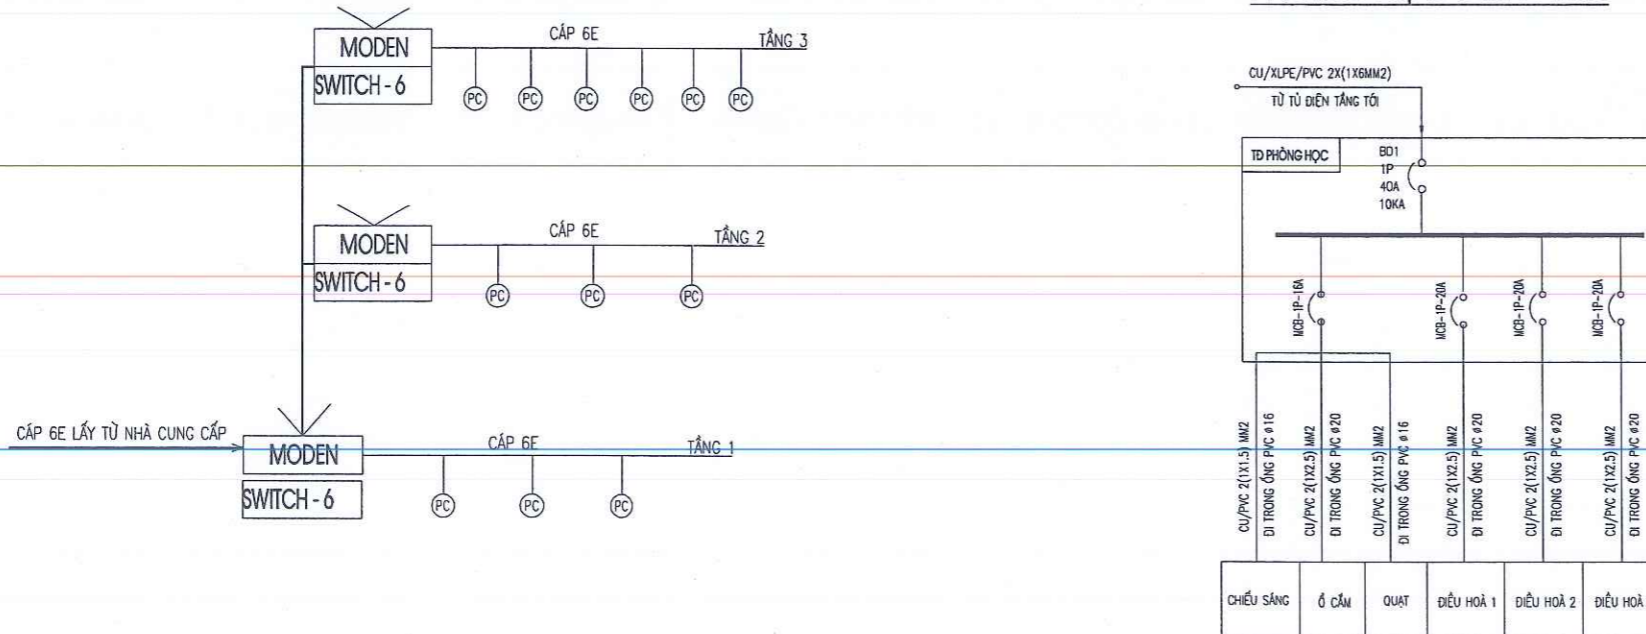 MODEN
SWITCH - 6
CÁP 6E
TẦNG 3
PC
PC
PC
PC
PC
PC
MODEN
SWITCH - 6
CÁP 6E
TẦNG 2
PC
PC
PC
CÁP 6E LẤY TỪ NHÀ CUNG CẤP
MODEN
SWITCH - 6
CÁP 6E
TẦNG 1
PC
PC
PC
CU/XLPE/PVC 2X(1X6MM2)
TỪ TỦ ĐIỆN TẦNG TỚI
TĐ PHÒNG HỌC
BD1
1P
40A
10KA
MCB-1P-16A
MCB-1P-20A
MCB-1P-20A
MCB-1P-20A
CU/PVC 2(1X1.5) MM2
ĐI TRONG ỐNG PVC ø16
CU/PVC 2(1X2.5) MM2
ĐI TRONG ỐNG PVC ø20
CU/PVC 2(1X1.5) MM2
ĐI TRONG ỐNG PVC ø16
CU/PVC 2(1X2.5) MM2
ĐI TRONG ỐNG PVC ø20
CU/PVC 2(1X2.5) MM2
ĐI TRONG ỐNG PVC ø20
CU/PVC 2(1X2.5) MM2
ĐI TRONG ỐNG PVC ø20
CHIẾU SÁNG
Ổ CẮM
QUẠT
ĐIỀU HOÀ 1
ĐIỀU HOÀ 2
ĐIỀU HOÀ